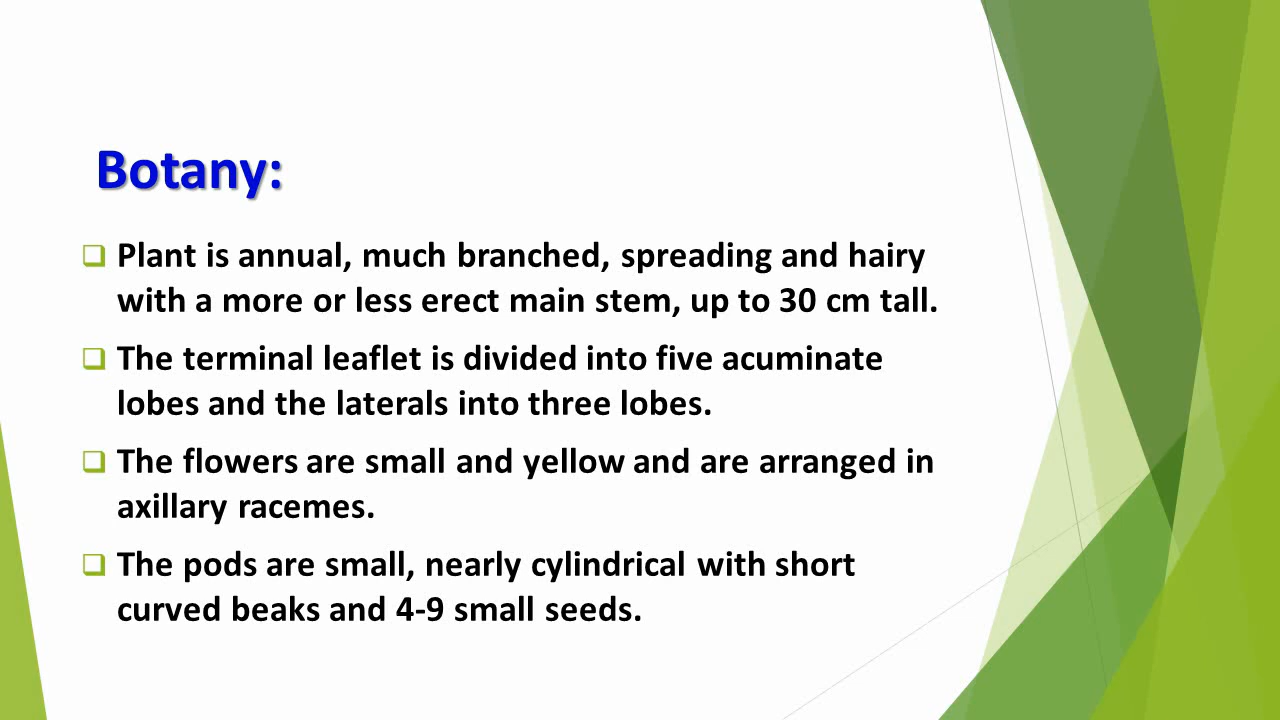 Botany:
Plant is annual, much branched, spreading and hairy
with a more or less erect main stem, up to 30 cm tall.
The terminal leaflet is divided into five acuminate
lobes and the laterals into three lobes.
The flowers are small and yellow and are arranged in
axillary racemes.
The pods are small, nearly cylindrical with short
curved beaks and 4-9 small seeds.